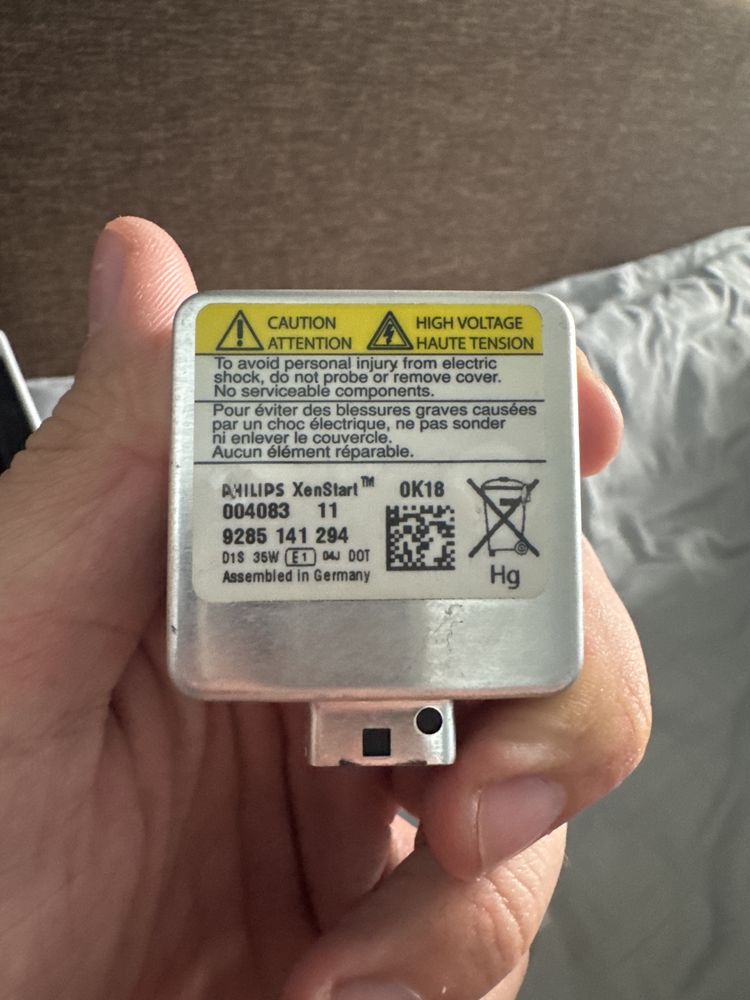 CAUTION
ATTENTION
HIGH VOLTAGE
HAUTE TENSION
To avoid personal injury from electric
shock, do not probe or remove cover.
No serviceable components.
Pour éviter des blessures graves causées
par un choc électrique, ne pas sonder
ni enlever le couvercle.
Aucun élément réparable.
PHILIPS XenStart™ 0K18
004083 11
9285 141 294
D1S 35W E1 04J DOT
Assembled in Germany
Hg